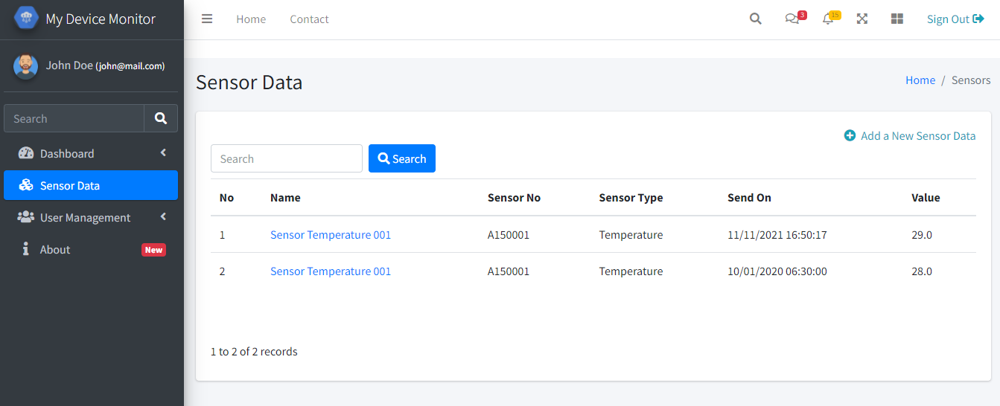 My Device Monitor
Home Contact 3 15 Sign Out
John Doe (john@mail.com)
Search
Dashboard
Sensor Data
User Management
About New
Sensor Data
Home / Sensors
Add a New Sensor Data
Search Search
No Name Sensor No Sensor Type Send On Value
1 Sensor Temperature 001 A150001 Temperature 11/11/2021 16:50:17 29.0
2 Sensor Temperature 001 A150001 Temperature 10/01/2020 06:30:00 28.0
1 to 2 of 2 records